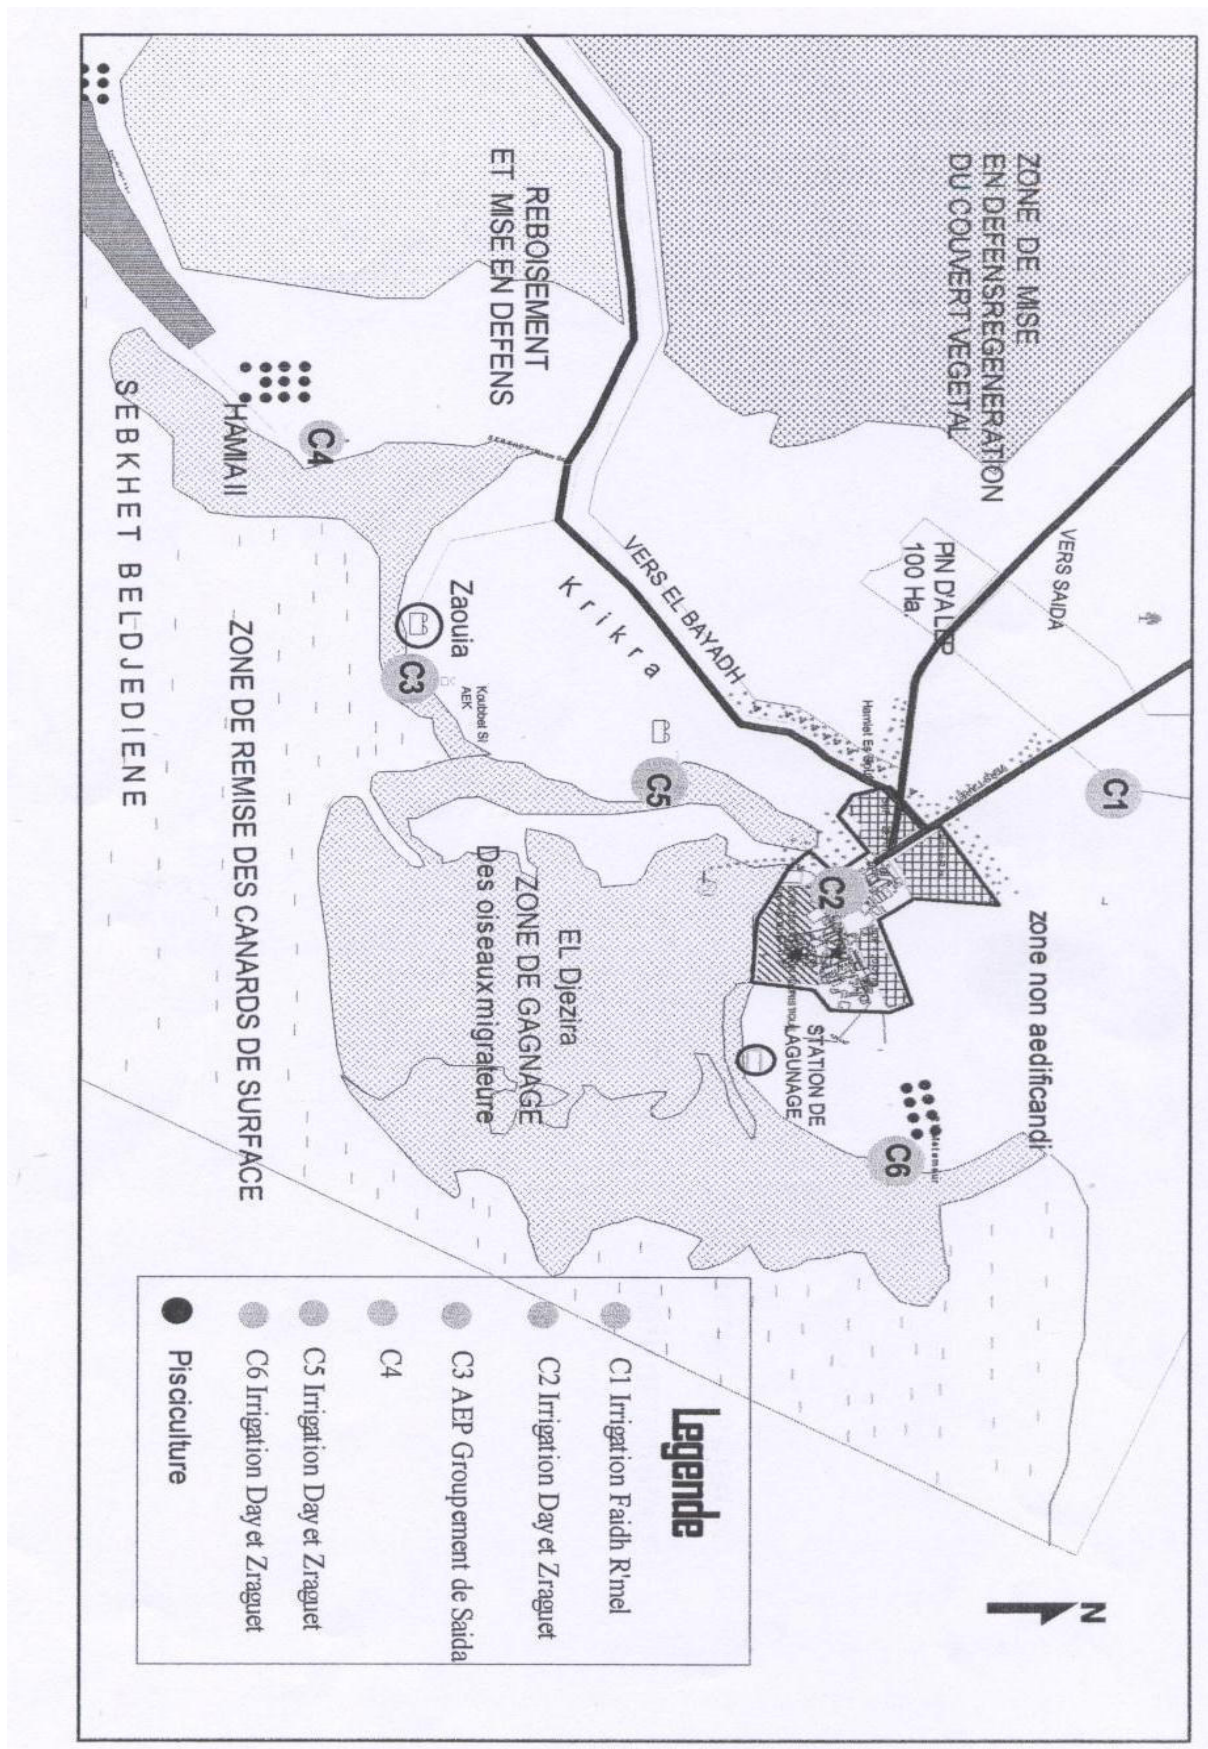 ZONE DE MISE
EN DEFENSREGENERATION
DU COUVERT VEGETAL
VERS SAIDA
PIN D'ALEP
100 Ha.
C1
REBOISEMENT
ET MISE EN DEFENS
VERS EL BAYADH
Krikra
zone non aedificandi
C2
C5
STATION DE
LAGUNAGE
C6
Zaouia
Koubbet Si
AEK
C3
C4
HAMIA II
EL Djezira
ZONE DE GAGNAGE
Des oiseaux migrateure
ZONE DE REMISE DES CANARDS DE SURFACE
SEBKHET BELDJEDIENE
N
Legende
C1 Irrigation Faidh R'mel
C2 Irrigation Day et Zraguet
C3 AEP Groupement de Saida
C4
C5 Irrigation Day et Zraguet
C6 Irrigation Day et Zraguet
Pisciculture